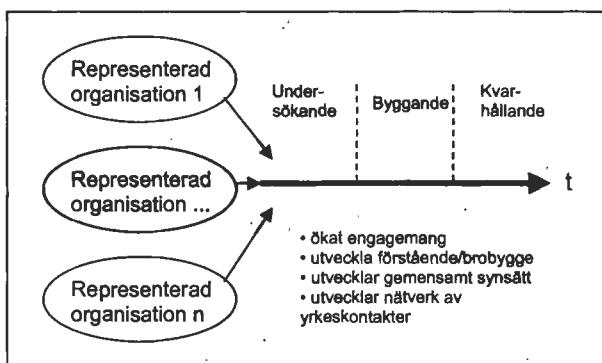 Representerad
organisation 1
Representerad
organisation ...
Representerad
organisation n
Under-
sökande
Byggande
Kvar-
hållande
t
• ökat engagemang
• utveckla förstående/brobygge
• utvecklar gemensamt synsätt
• utvecklar nätverk av
yrkeskontakter